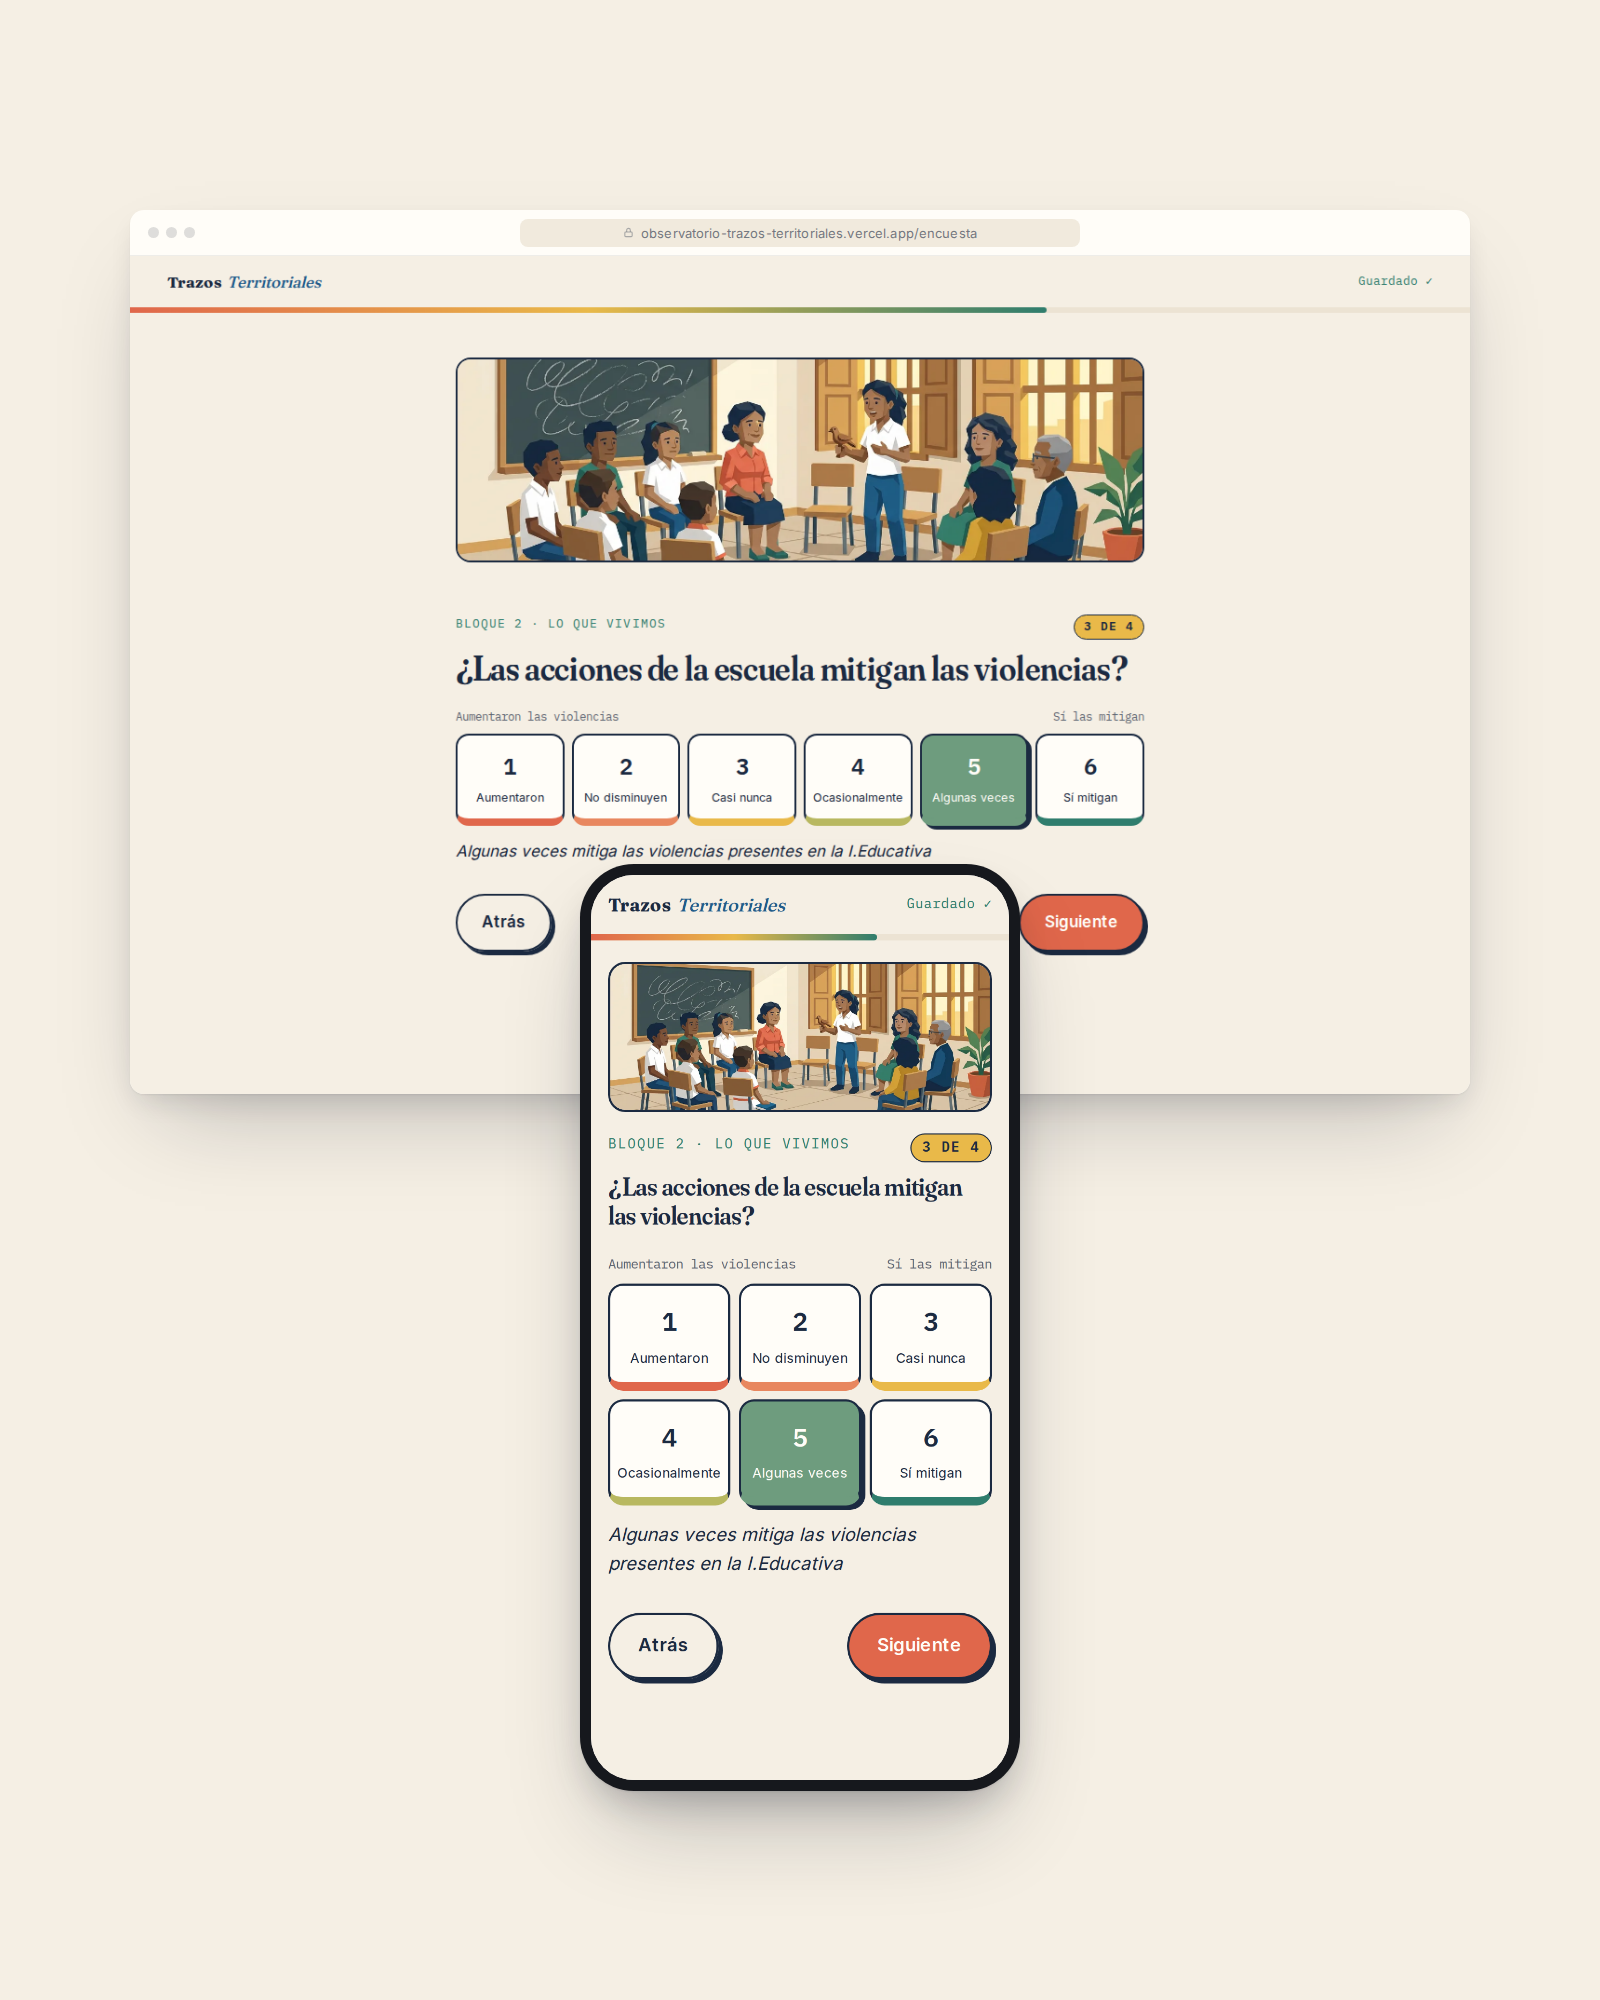 observatorio-trazos-territoriales.vercel.app/encuesta
Trazos Territoriales
Guardado ✓
BLOQUE 2 · LO QUE VIVIMOS
3 DE 4
¿Las acciones de la escuela mitigan las violencias?
Aumentaron las violencias
Sí las mitigan
1
Aumentaron
2
No disminuyen
3
Casi nunca
4
Ocasionalmente
5
Algunas veces
6
Sí mitigan
Algunas veces mitiga las violencias presentes en la I.Educativa
Atrás
Siguiente
Trazos Territoriales
Guardado ✓
BLOQUE 2 · LO QUE VIVIMOS
3 DE 4
¿Las acciones de la escuela mitigan
las violencias?
Aumentaron las violencias
Sí las mitigan
1
Aumentaron
2
No disminuyen
3
Casi nunca
4
Ocasionalmente
5
Algunas veces
6
Sí mitigan
Algunas veces mitiga las violencias
presentes en la I.Educativa
Atrás
Siguiente